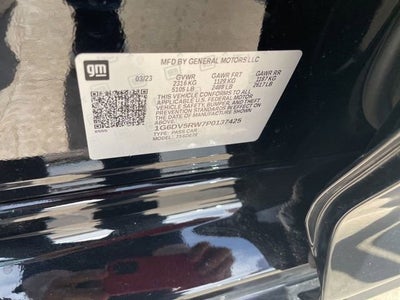 gm
MFD BY GENERAL MOTORS LLC
03/23 GVWR GAWR FRT GAWR RR
2316 KG 1129 KG 1187 KG
5105 LB 2489 LB 2617 LB
THIS VEHICLE CONFORMS TO ALL
APPLICABLE U.S. FEDERAL MOTOR
VEHICLE SAFETY, BUMPER, AND THEFT
PREVENTION STANDARDS IN EFFECT ON
THE DATE OF MANUFACTURE SHOWN ABOVE.
1G6DV5RW7P0137425
TYPE: PASS CAR
MODEL: